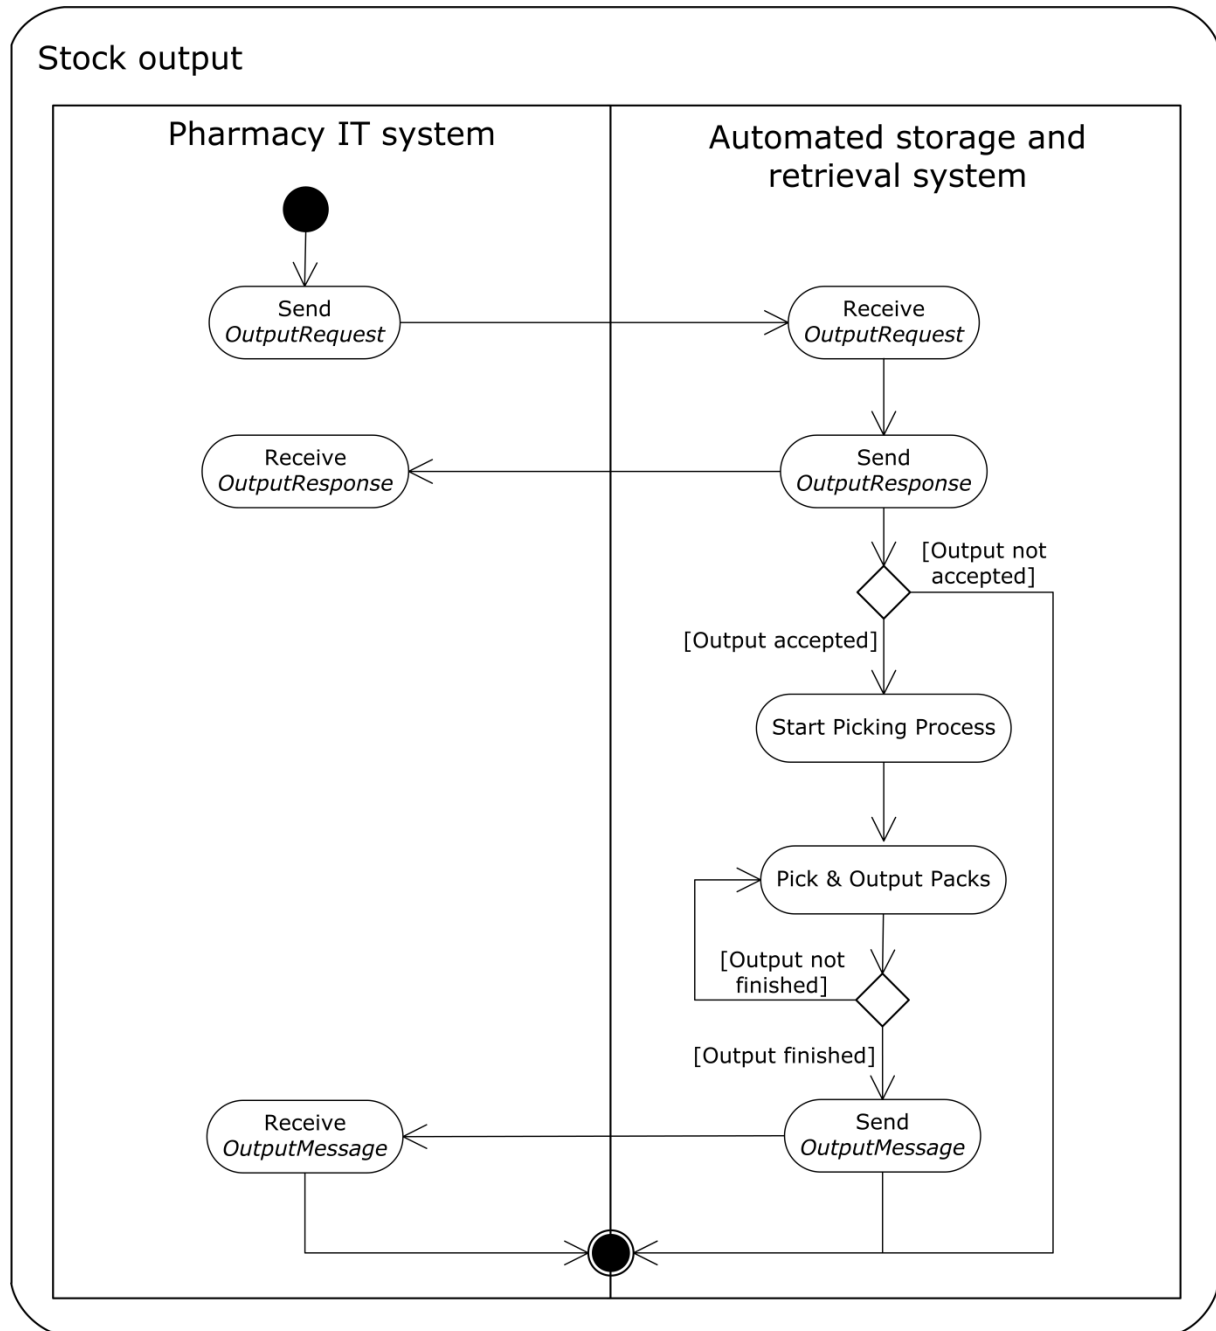 Stock output
Pharmacy IT system
Automated storage and
retrieval system
Send
OutputRequest
Receive
OutputRequest
Receive
OutputResponse
Send
OutputResponse
[Output not
accepted]
[Output accepted]
Start Picking Process
Pick & Output Packs
[Output not
finished]
[Output finished]
Receive
OutputMessage
Send
OutputMessage